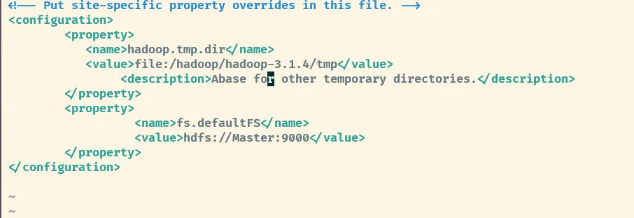 <!-- Put site-specific property overrides in this file. -->
<configuration>
<property>
<name>hadoop.tmp.dir</name>
<value>file:/hadoop/hadoop-3.1.4/tmp</value>
<description>Abase for other temporary directories.</description>
</property>
<property>
<name>fs.defaultFS</name>
<value>hdfs://Master:9000</value>
</property>
</configuration>
~
~